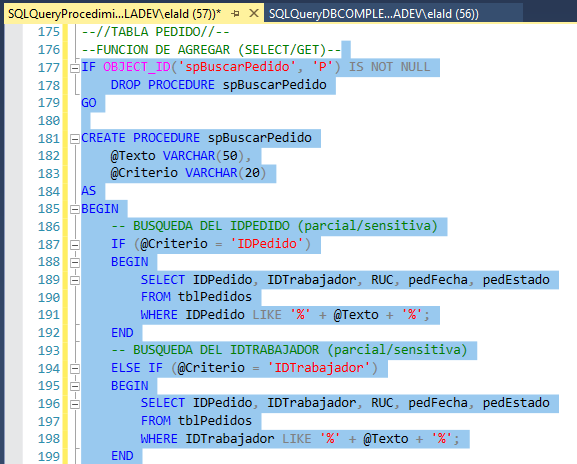 SQLQueryProcedimi...LADEV\elaId (57))* SQLQueryDBCOMPLE...ADEV\elaId (56))
175 --//TABLA PEDIDO//--
176 --FUNCION DE AGREGAR (SELECT/GET)--
177 IF OBJECT_ID('spBuscarPedido', 'P') IS NOT NULL
178 DROP PROCEDURE spBuscarPedido
179 GO
180
181 CREATE PROCEDURE spBuscarPedido
182 @Texto VARCHAR(50),
183 @Criterio VARCHAR(20)
184 AS
185 BEGIN
186 -- BUSQUEDA DEL IDPEDIDO (parcial/sensitiva)
187 IF (@Criterio = 'IDPedido')
188 BEGIN
189 SELECT IDPedido, IDTrabajador, RUC, pedFecha, pedEstado
190 FROM tblPedidos
191 WHERE IDPedido LIKE '%' + @Texto + '%';
192 END
193 -- BUSQUEDA DEL IDTRABAJADOR (parcial/sensitiva)
194 ELSE IF (@Criterio = 'IDTrabajador')
195 BEGIN
196 SELECT IDPedido, IDTrabajador, RUC, pedFecha, pedEstado
197 FROM tblPedidos
198 WHERE IDTrabajador LIKE '%' + @Texto + '%';
199 END